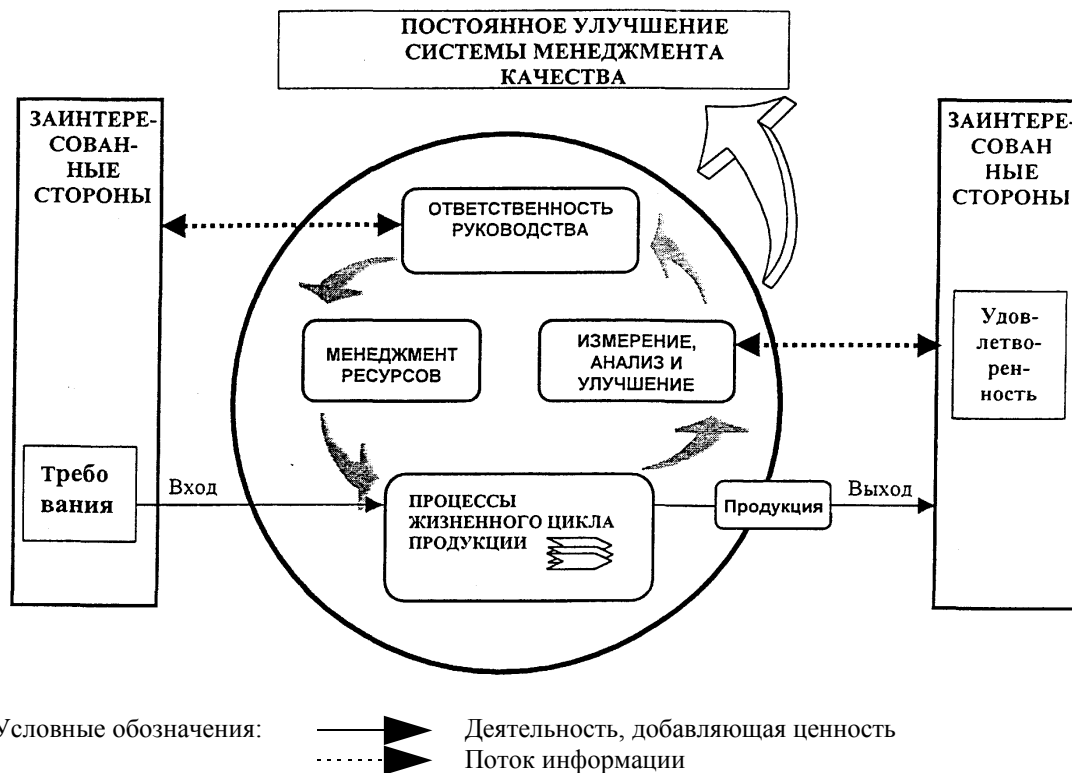 ПОСТОЯННОЕ УЛУЧШЕНИЕ
СИСТЕМЫ МЕНЕДЖМЕНТА
КАЧЕСТВА
ЗАИНТЕРЕ-
СОВАН-
НЫЕ
СТОРОНЫ
ЗАИНТЕРЕ-
СОВАН
НЫЕ
СТОРОНЫ
ОТВЕТСТВЕННОСТЬ
РУКОВОДСТВА
МЕНЕДЖМЕНТ
РЕСУРСОВ
ИЗМЕРЕНИЕ,
АНАЛИЗ И
УЛУЧШЕНИЕ
Удов-
летво-
рен-
ность
Требо
вания
Вход
ПРОЦЕССЫ
ЖИЗНЕННОГО ЦИКЛА
ПРОДУКЦИИ
Продукция
Выход
Условные обозначения:
Деятельность, добавляющая ценность
Поток информации